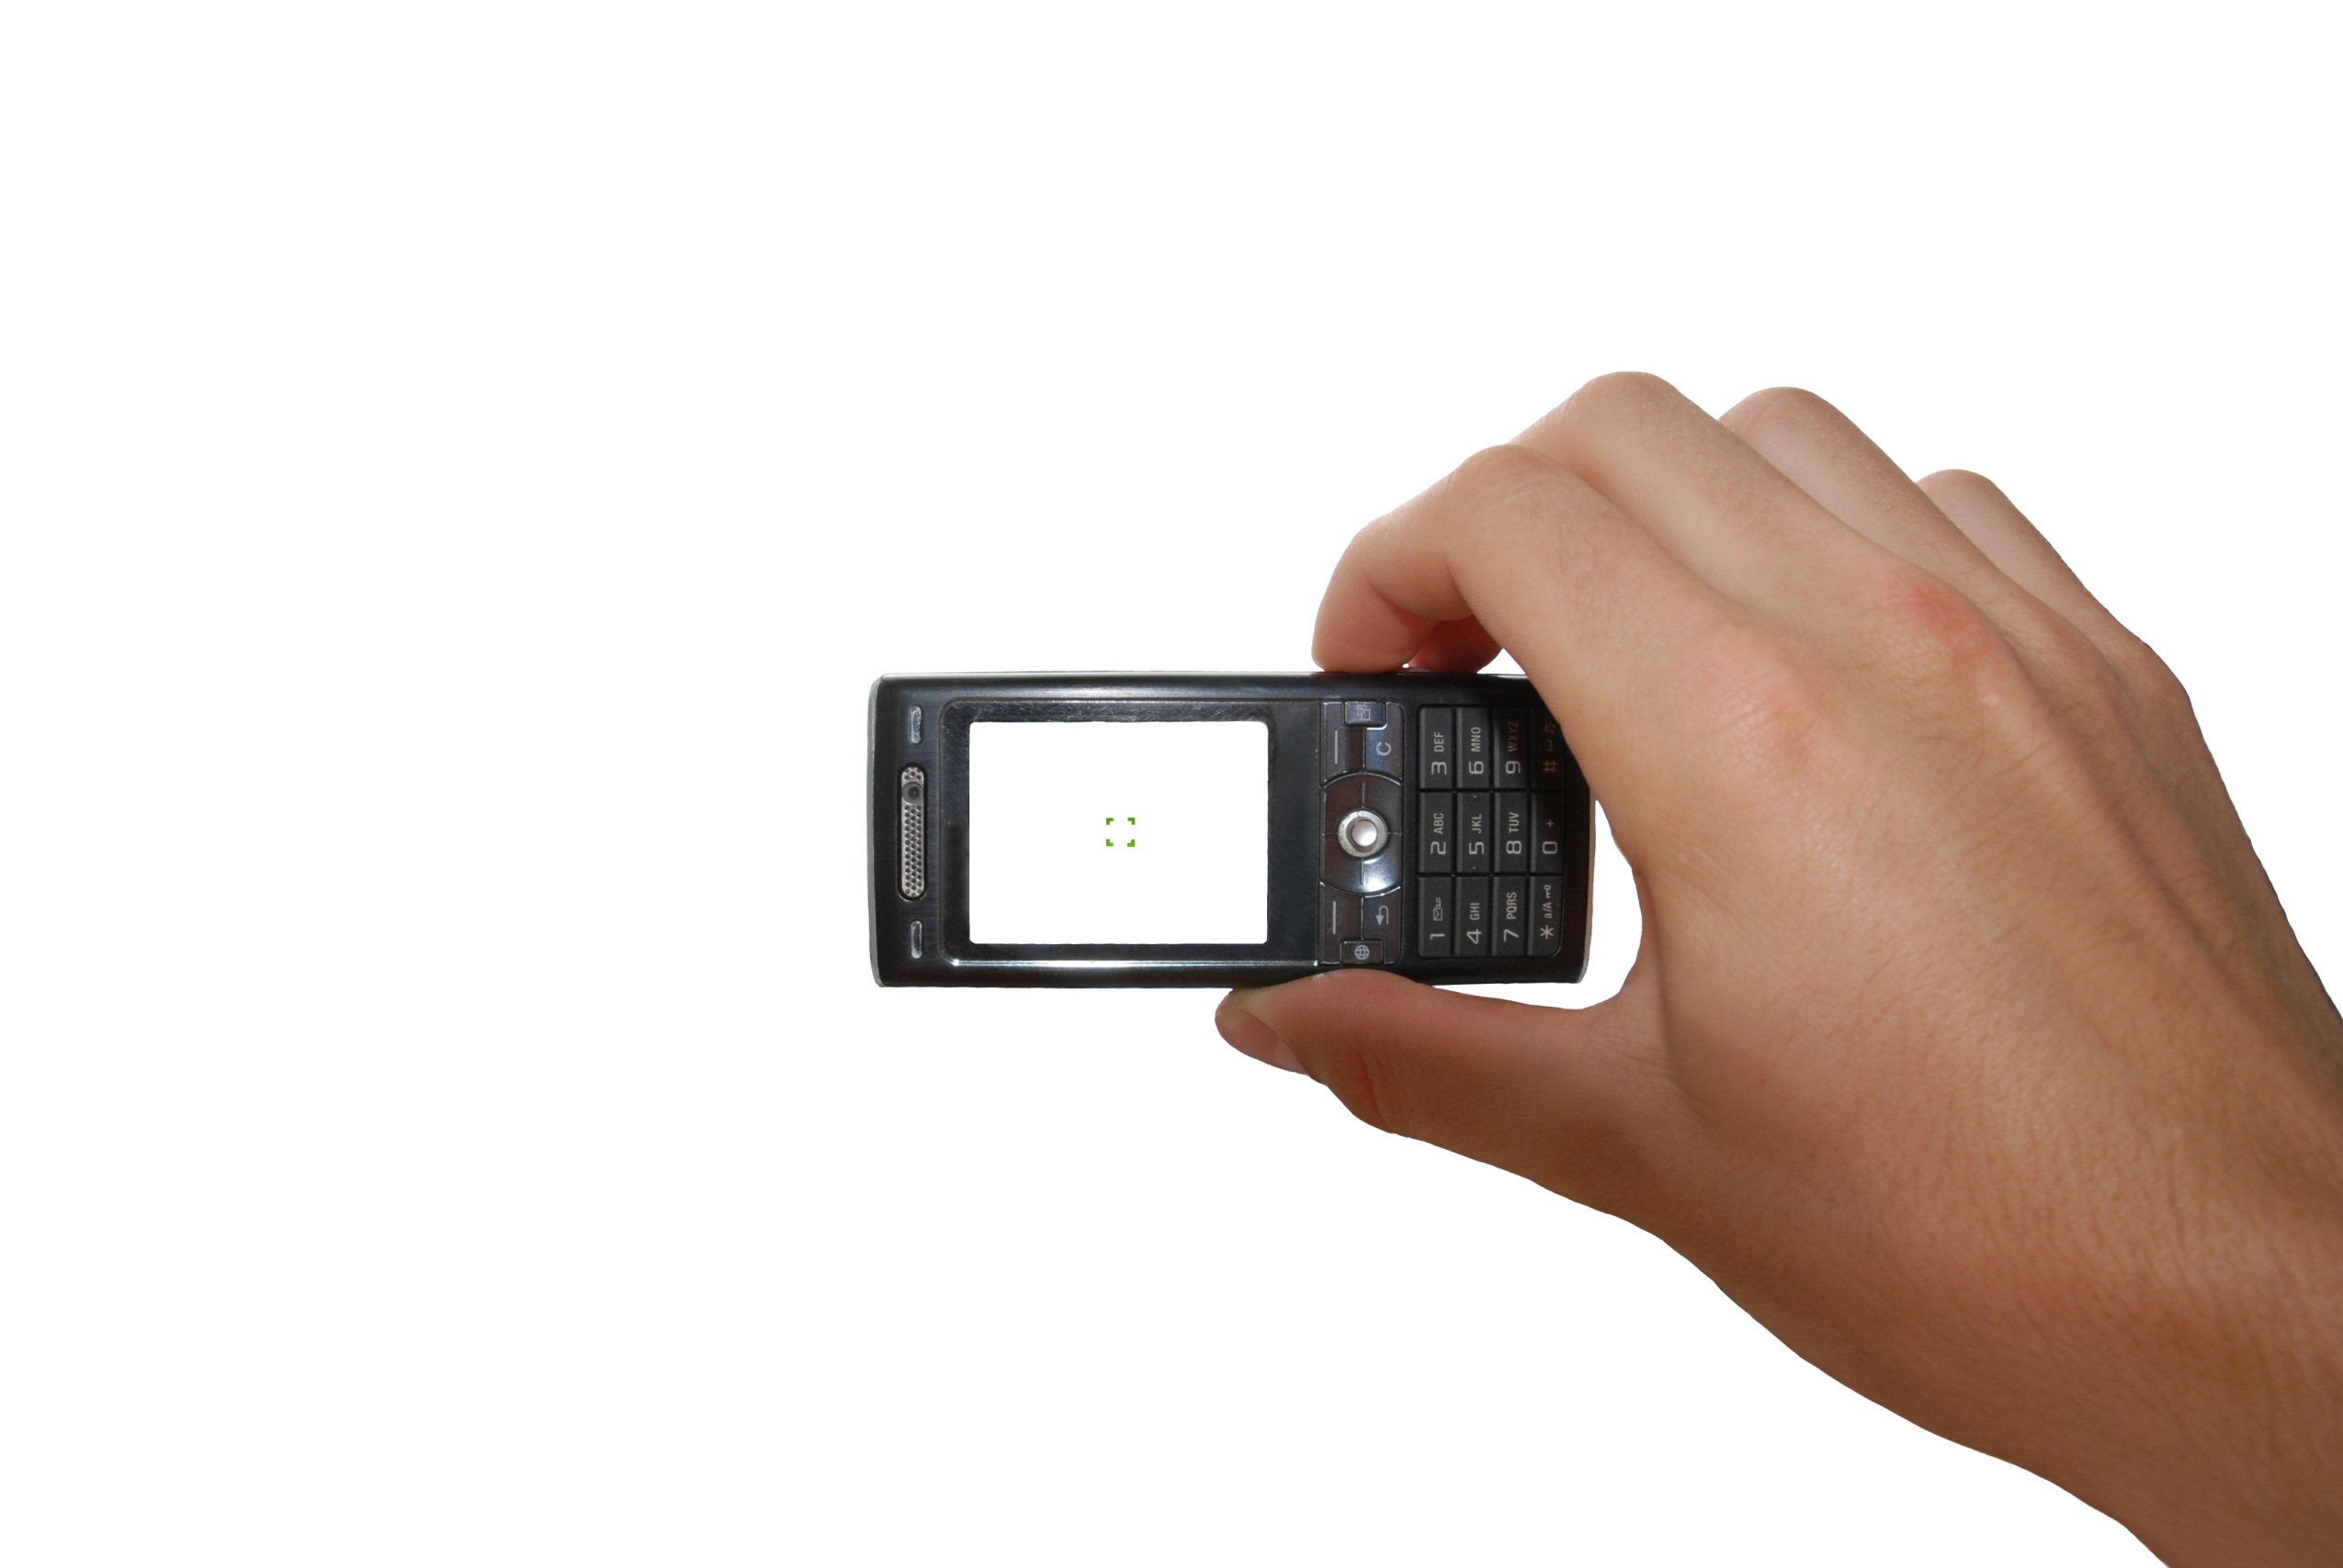 C
1
2 ABC
3 DEF
4 GHI
5 JKL
6 MNO
7 PQRS
8 TUV
9 WXYZ
* a/A
0 +
#